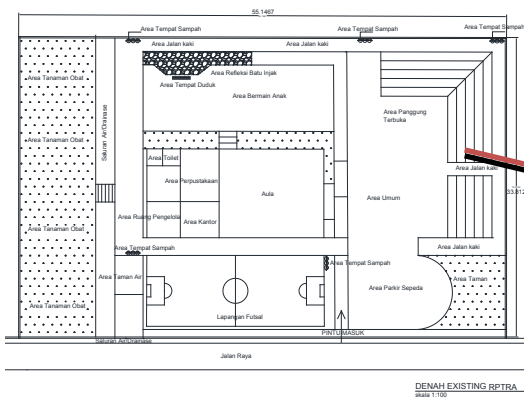 55.1467
Area Tempat Sampah
Area Tempat Sampah
Area Tempat Sampah
Area Jalan kaki
Area Jalan kaki
Area Refleksi Batu Injak
Area Tempat Duduk
Area Bermain Anak
Area Tanaman Obat
Area Tanaman Obat
Area Tanaman Obat
Area Tanaman Obat
Saluran Air/Drainase
Area Panggung
Terbuka
Area Toilet
Area Perpustakaan
Aula
Area Jalan kaki
33.812
Area Umum
Area Ruang Pengelola
Area Kantor
Area Tempat Sampah
Area Jalan kaki
Area Tempat Sampah
Area Taman Air
Area Taman
Area Parkir Sepeda
Lapangan Futsal
PINTU MASUK
Saluran Air/Drainase
Jalan Raya
DENAH EXISTING RPTRA
skala 1:100